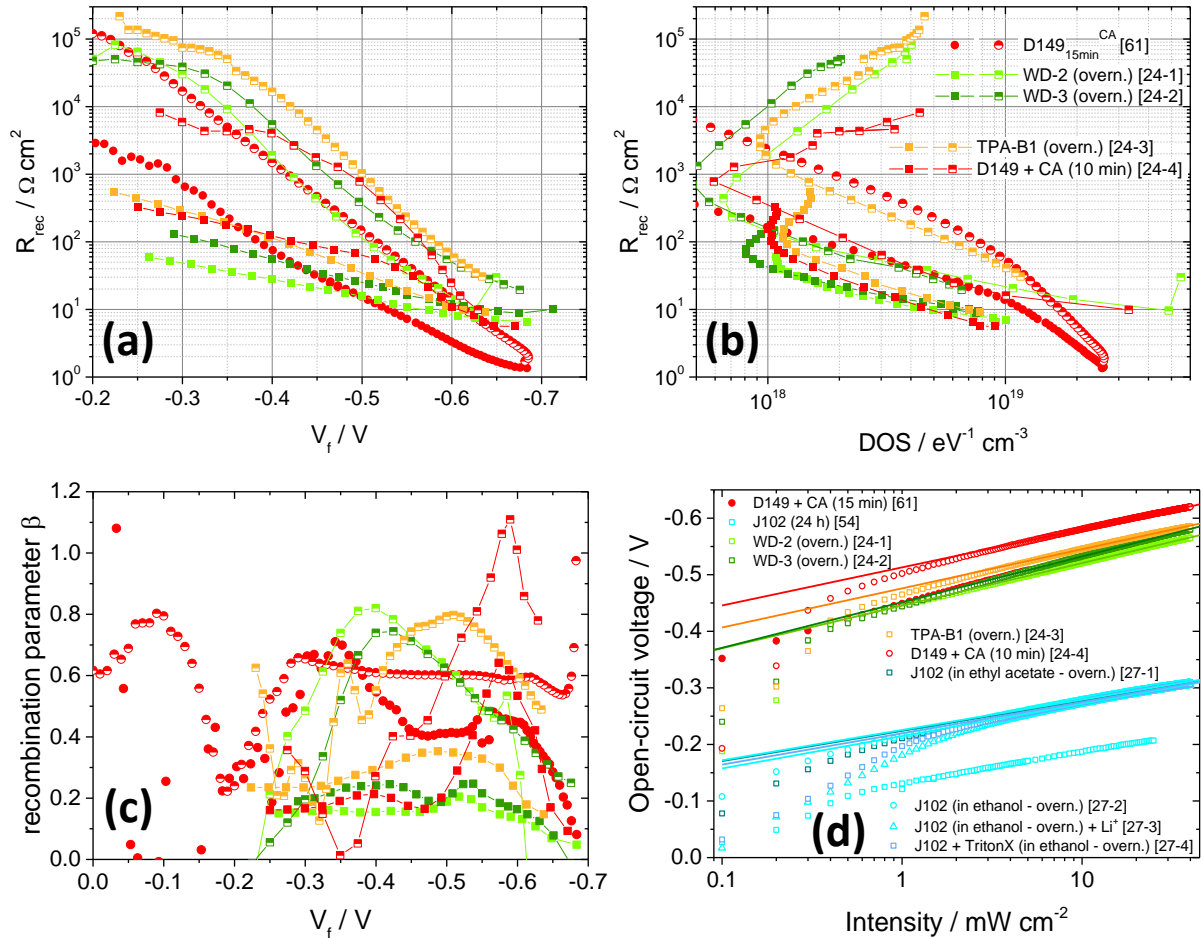 (a)
R_rec / Ω cm²
10⁵
10⁴
10³
10²
10¹
10⁰
-0.2 -0.3 -0.4 -0.5 -0.6 -0.7
V_f / V
(b)
R_rec / Ω cm²
10⁵
10⁴
10³
10²
10¹
10⁰
D149_15min^CA [61]
WD-2 (overn.) [24-1]
WD-3 (overn.) [24-2]
TPA-B1 (overn.) [24-3]
D149 + CA (10 min) [24-4]
10¹⁸ 10¹⁹
DOS / eV⁻¹ cm⁻³
(c)
recombination parameter β
1.2
1.0
0.8
0.6
0.4
0.2
0.0
0.0 -0.1 -0.2 -0.3 -0.4 -0.5 -0.6 -0.7
V_f / V
(d)
Open-circuit voltage / V
-0.6
-0.5
-0.4
-0.3
-0.2
-0.1
0.0
D149 + CA (15 min) [61]
J102 (24 h) [54]
WD-2 (overn.) [24-1]
WD-3 (overn.) [24-2]
TPA-B1 (overn.) [24-3]
D149 + CA (10 min) [24-4]
J102 (in ethyl acetate - overn.) [27-1]
J102 (in ethanol - overn.) [27-2]
J102 (in ethanol - overn.) + Li⁺ [27-3]
J102 + TritonX (in ethanol - overn.) [27-4]
0.1 1 10
Intensity / mW cm⁻²